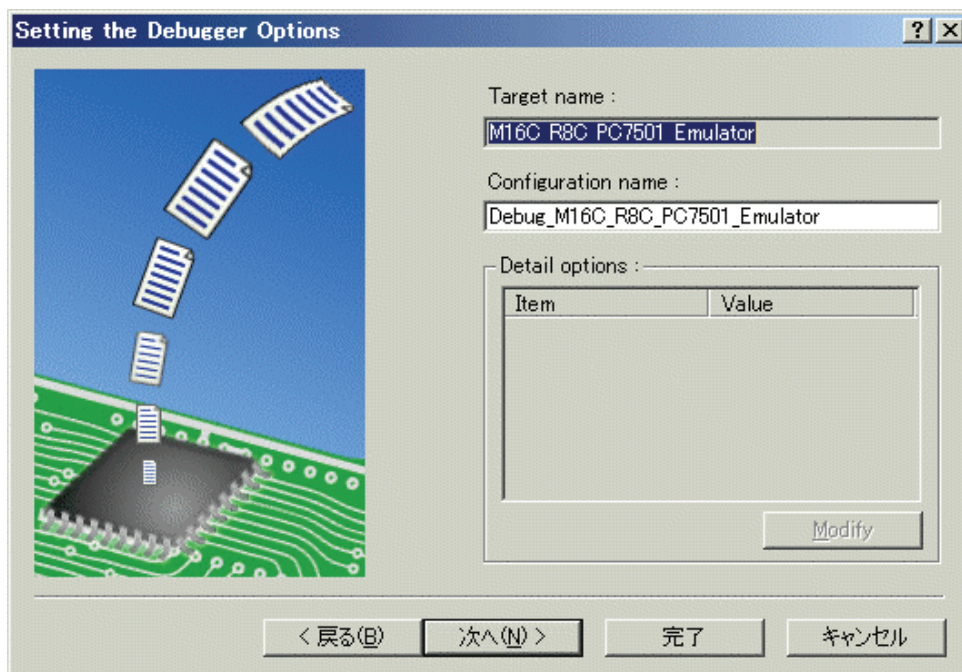 Setting the Debugger Options
Target name :
M16C R8C PC7501 Emulator
Configuration name :
Debug_M16C_R8C_PC7501_Emulator
Detail options :
Item Value
Modify
< 戻る(B) 次へ(N) > 完了 キャンセル